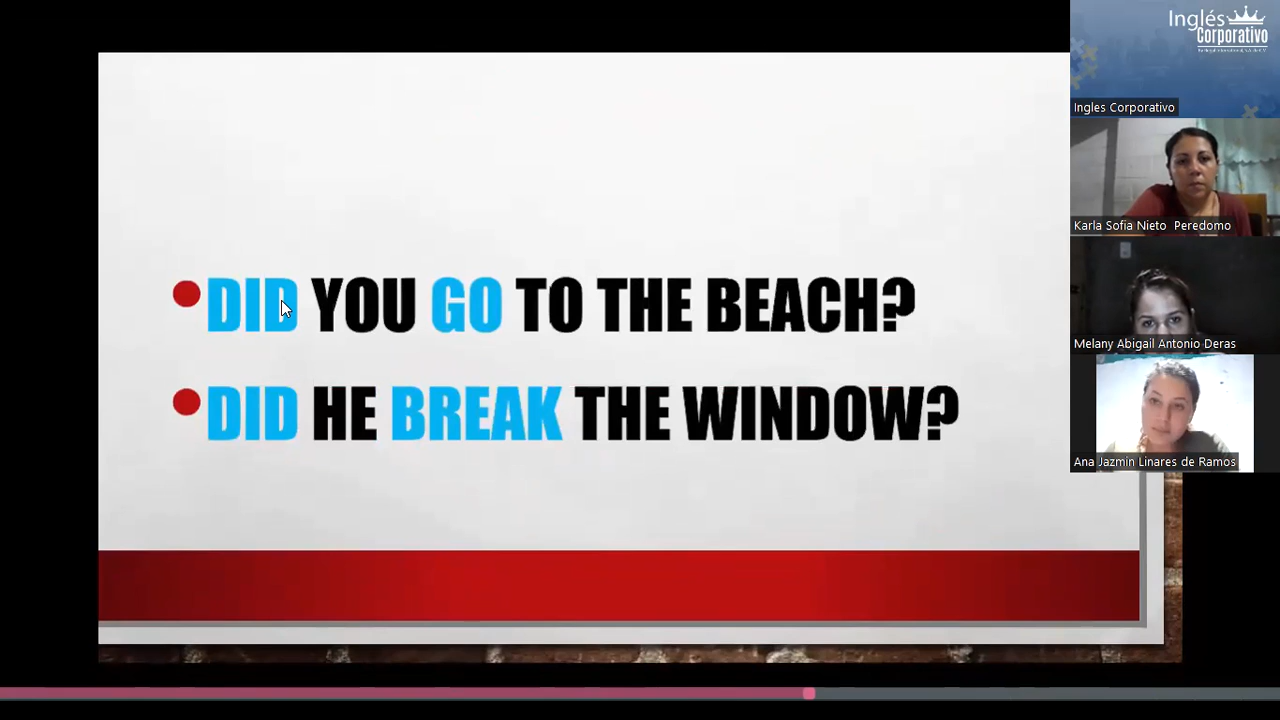 Inglés
Corporativo
Ingles Corporativo
Karla Sofia Nieto Peredomo
Melany Abigail Antonio Deras
Ana Jazmin Linares de Ramos
•DID YOU GO TO THE BEACH?
•DID HE BREAK THE WINDOW?